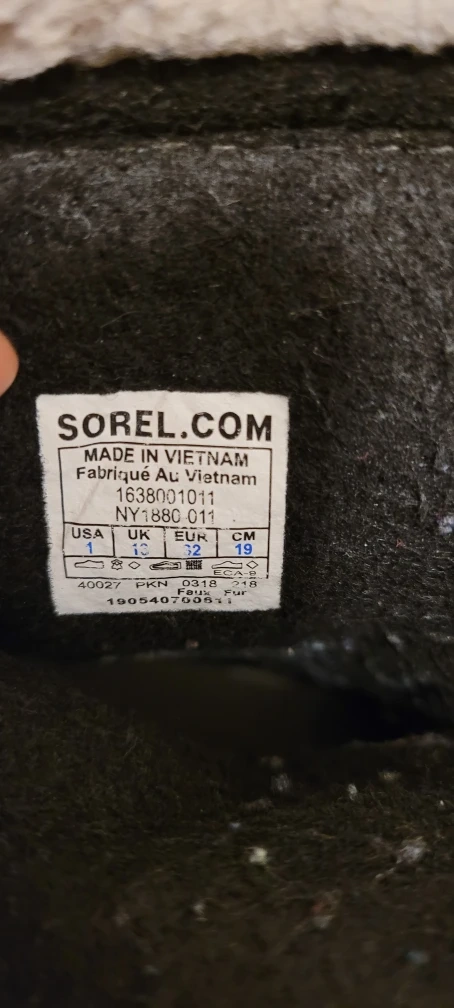 SOREL.COM
MADE IN VIETNAM
Fabriqué Au Vietnam
1638001011
NY1880 011
USA UK EUR CM
1 13 32 19
ECA-9
40027 PKN 0318 218
Faux Fur